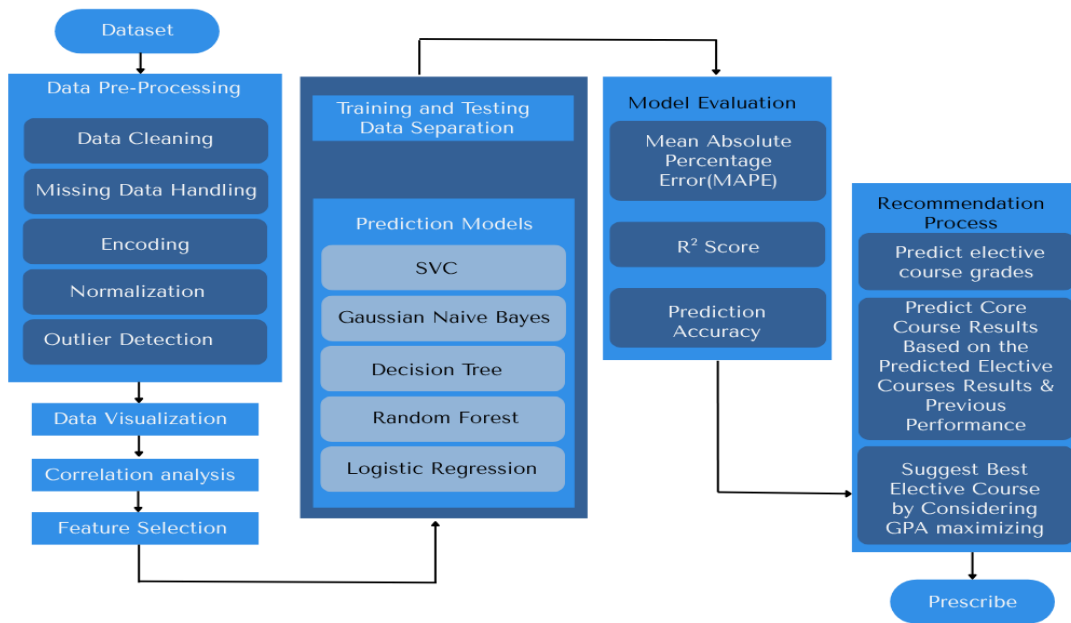 Dataset
Data Pre-Processing
Data Cleaning
Missing Data Handling
Encoding
Normalization
Outlier Detection
Data Visualization
Correlation analysis
Feature Selection
Training and Testing
Data Separation
Prediction Models
SVC
Gaussian Naive Bayes
Decision Tree
Random Forest
Logistic Regression
Model Evaluation
Mean Absolute
Percentage
Error(MAPE)
R² Score
Prediction
Accuracy
Recommendation
Process
Predict elective
course grades
Predict Core
Course Results
Based on the
Predicted Elective
Courses Results &
Previous
Performance
Suggest Best
Elective Course
by Considering
GPA maximizing
Prescribe